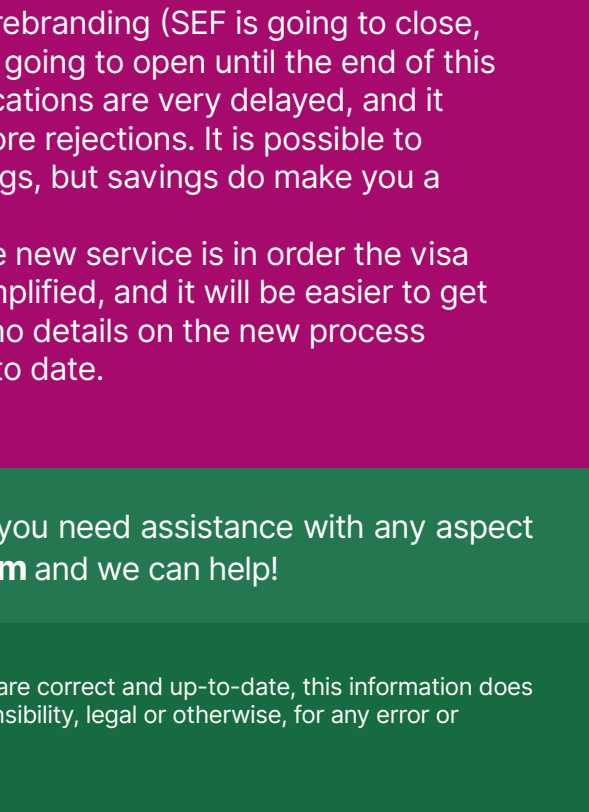 rebranding (SEF is going to close,
going to open until the end of this
cations are very delayed, and it
ore rejections. It is possible to
gs, but savings do make you a
e new service is in order the visa
mplified, and it will be easier to get
no details on the new process
to date.
you need assistance with any aspect
m and we can help!
are correct and up-to-date, this information does
nsibility, legal or otherwise, for any error or